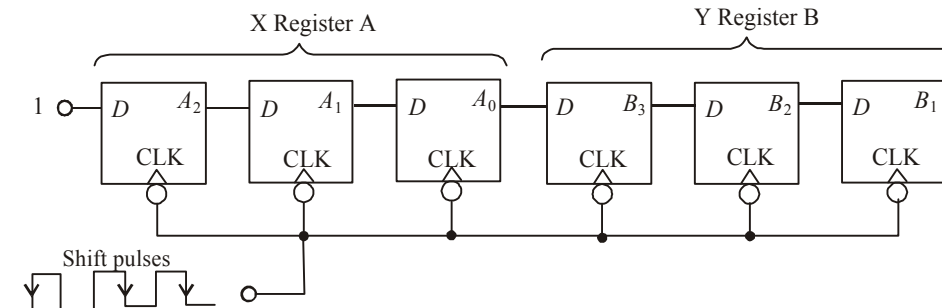 X Register A
Y Register B
1
D A₂ D A₁ D A₀ D B₃ D B₂ D B₁
CLK CLK CLK CLK CLK CLK
Shift pulses